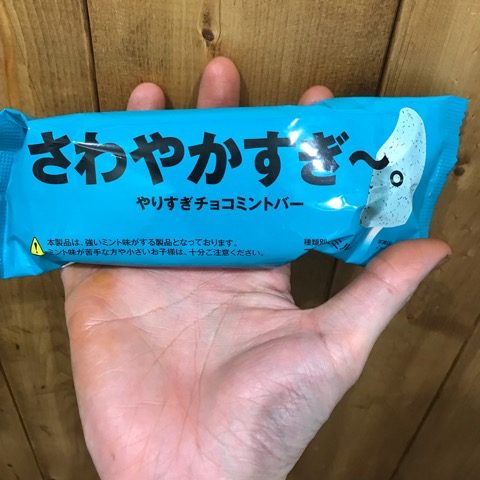 さわやかすぎ〜。
やりすぎチョコミントバー
本製品は、強いミント味がする製品となっております。
ミント味が苦手な方や小さいお子様は、十分ご注意ください。
種類別